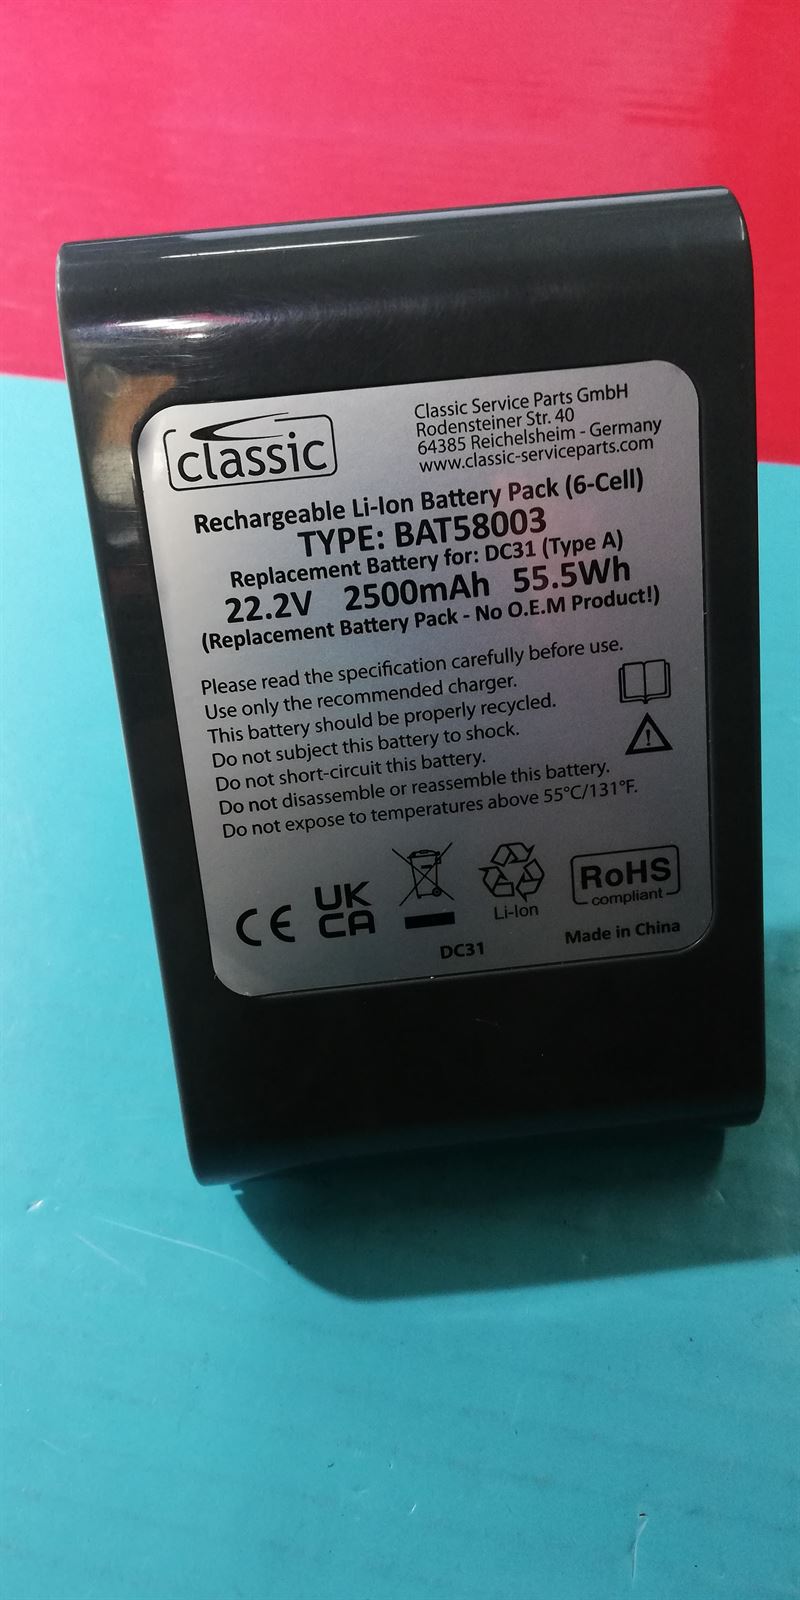 classic
Classic Service Parts GmbH
Rodensteiner Str. 40
64385 Reichelsheim - Germany
www.classic-serviceparts.com
Rechargeable Li-Ion Battery Pack (6-Cell)
TYPE: BAT58003
Replacement Battery for: DC31 (Type A)
22.2V 2500mAh 55.5Wh
(Replacement Battery Pack - No O.E.M Product!)
Please read the specification carefully before use.
Use only the recommended charger.
This battery should be properly recycled.
Do not subject this battery to shock.
Do not short-circuit this battery.
Do not disassemble or reassemble this battery.
Do not expose to temperatures above 55°C/131°F.
CE
UK
CA
Li-Ion
RoHS
compliant
DC31
Made in China